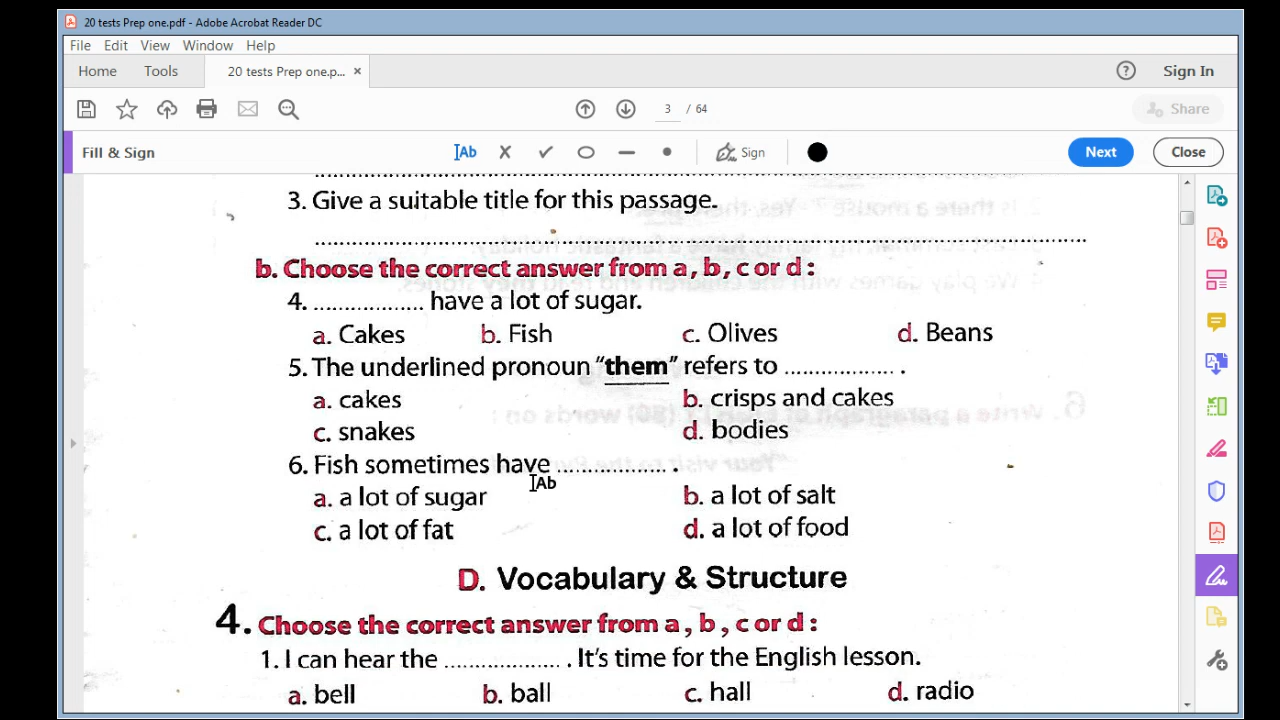 20 tests Prep one.pdf - Adobe Acrobat Reader DC
File Edit View Window Help
Home Tools 20 tests Prep one.p... × ? Sign In
3 / 64 Share
Fill & Sign Ab Sign Next Close
3. Give a suitable title for this passage.
b. Choose the correct answer from a, b, c or d :
4. ................. have a lot of sugar.
a. Cakes b. Fish c. Olives d. Beans
5. The underlined pronoun "them" refers to ................. .
a. cakes b. crisps and cakes
c. snakes d. bodies
6. Fish sometimes have ................. .
Ab
a. a lot of sugar b. a lot of salt
c. a lot of fat d. a lot of food
D. Vocabulary & Structure
4. Choose the correct answer from a, b, c or d :
1. I can hear the .................. . It's time for the English lesson.
a. bell b. ball c. hall d. radio